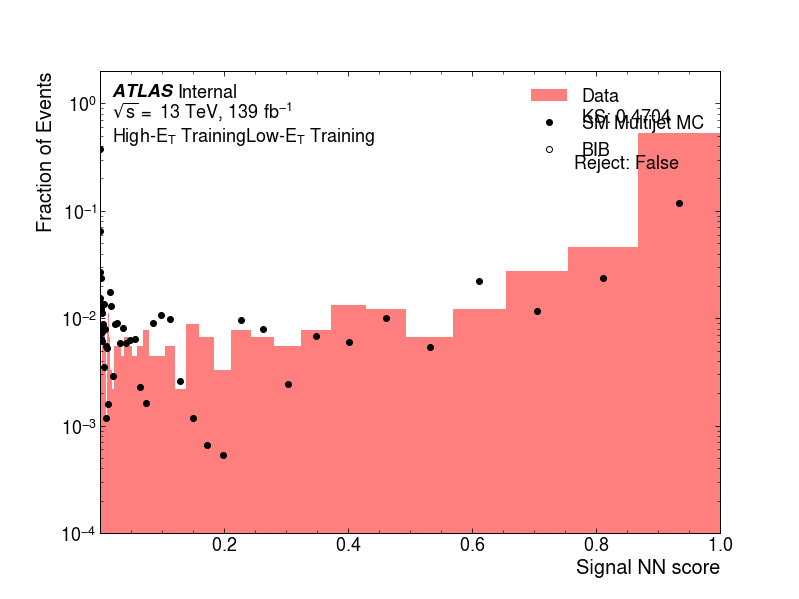 ATLAS Internal
√s = 13 TeV, 139 fb⁻¹
High-E_T TrainingLow-E_T Training
Data
KS: 0.4704
SM Multijet MC
BIB
Reject: False
Fraction of Events
10⁰
10⁻¹
10⁻²
10⁻³
10⁻⁴
0.2 0.4 0.6 0.8 1.0
Signal NN score